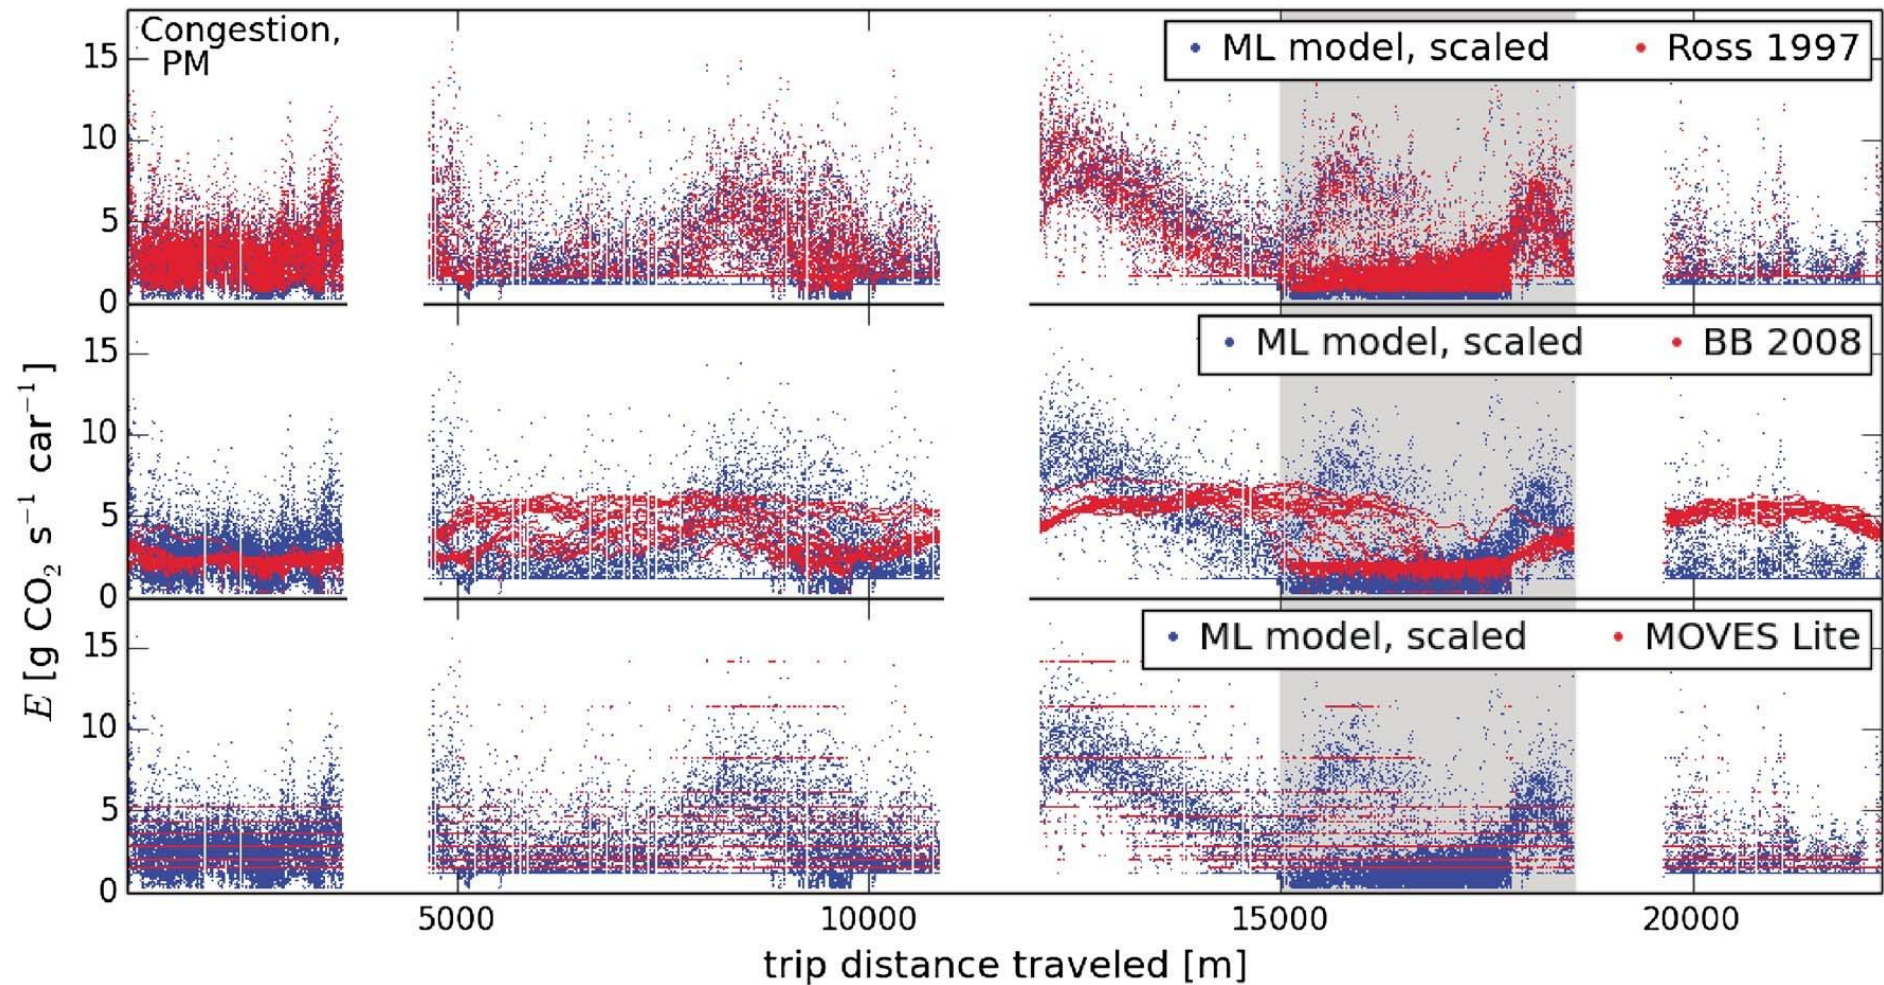 Congestion,
PM
ML model, scaled Ross 1997
15
10
5
0
ML model, scaled BB 2008
15
10
5
0
ML model, scaled MOVES Lite
15
10
5
0
E [g CO₂ s⁻¹ car⁻¹]
5000 10000 15000 20000
trip distance traveled [m]